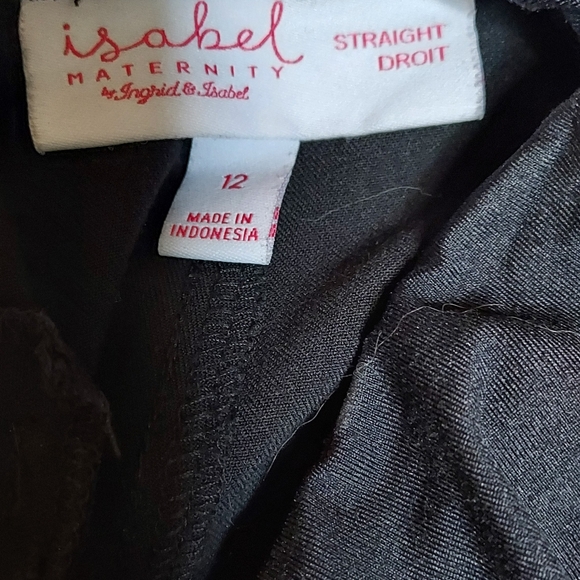 isabel
MATERNITY
by Ingrid & Isabel
STRAIGHT
DROIT
12
MADE IN
INDONESIA